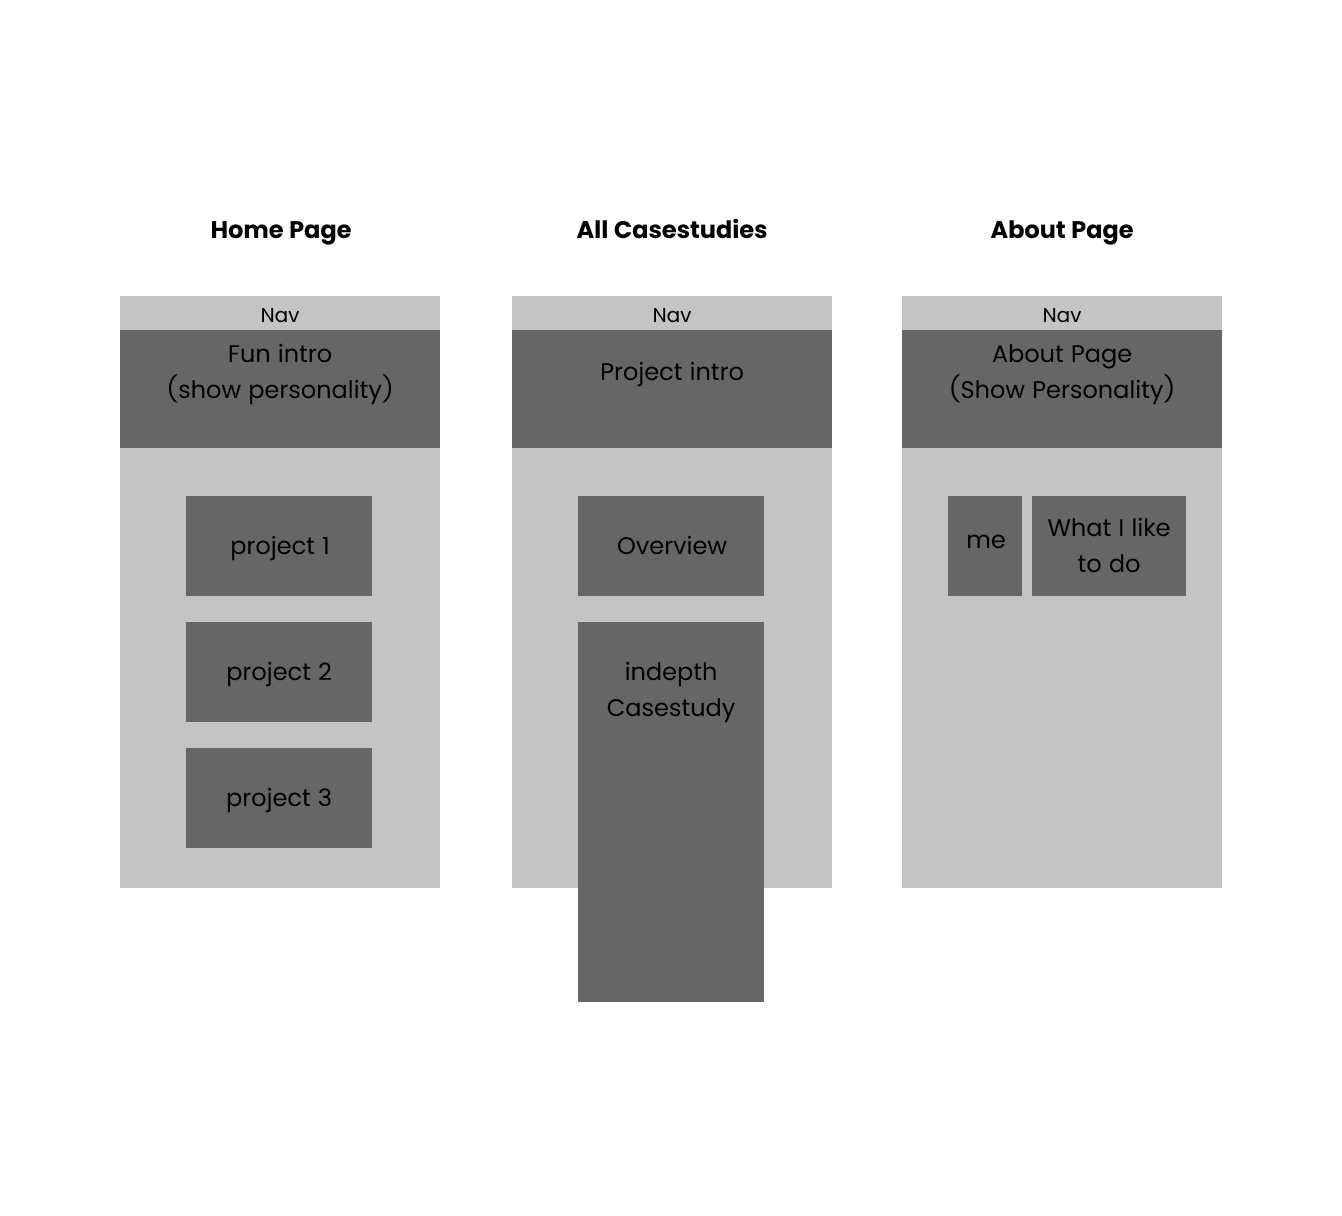 Home Page
Nav
Fun intro
(show personality)
project 1
project 2
project 3
All Casestudies
Nav
Project intro
Overview
indepth
Casestudy
About Page
Nav
About Page
(Show Personality)
me
What I like
to do